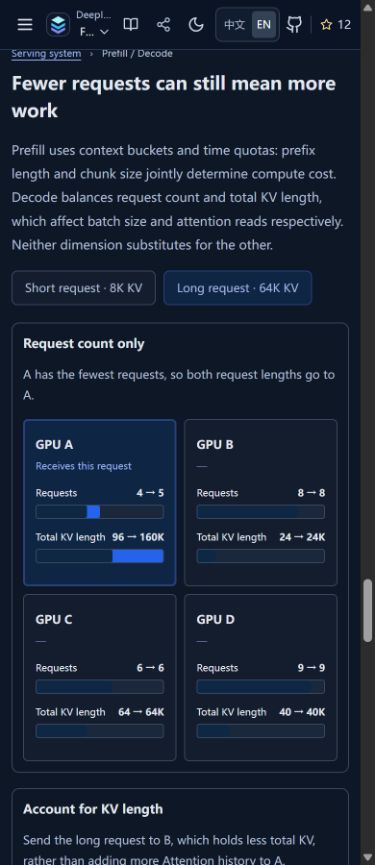 Deepl...
F...
中文
EN
12
Serving system › Prefill / Decode
Fewer requests can still mean more
work
Prefill uses context buckets and time quotas: prefix
length and chunk size jointly determine compute cost.
Decode balances request count and total KV length,
which affect batch size and attention reads respectively.
Neither dimension substitutes for the other.
Short request · 8K KV
Long request · 64K KV
Request count only
A has the fewest requests, so both request lengths go to
A.
GPU A
Receives this request
Requests 4 → 5
Total KV length 96 → 160K
GPU B
—
Requests 8 → 8
Total KV length 24 → 24K
GPU C
—
Requests 6 → 6
Total KV length 64 → 64K
GPU D
—
Requests 9 → 9
Total KV length 40 → 40K
Account for KV length
Send the long request to B, which holds less total KV,
rather than adding more Attention history to A.